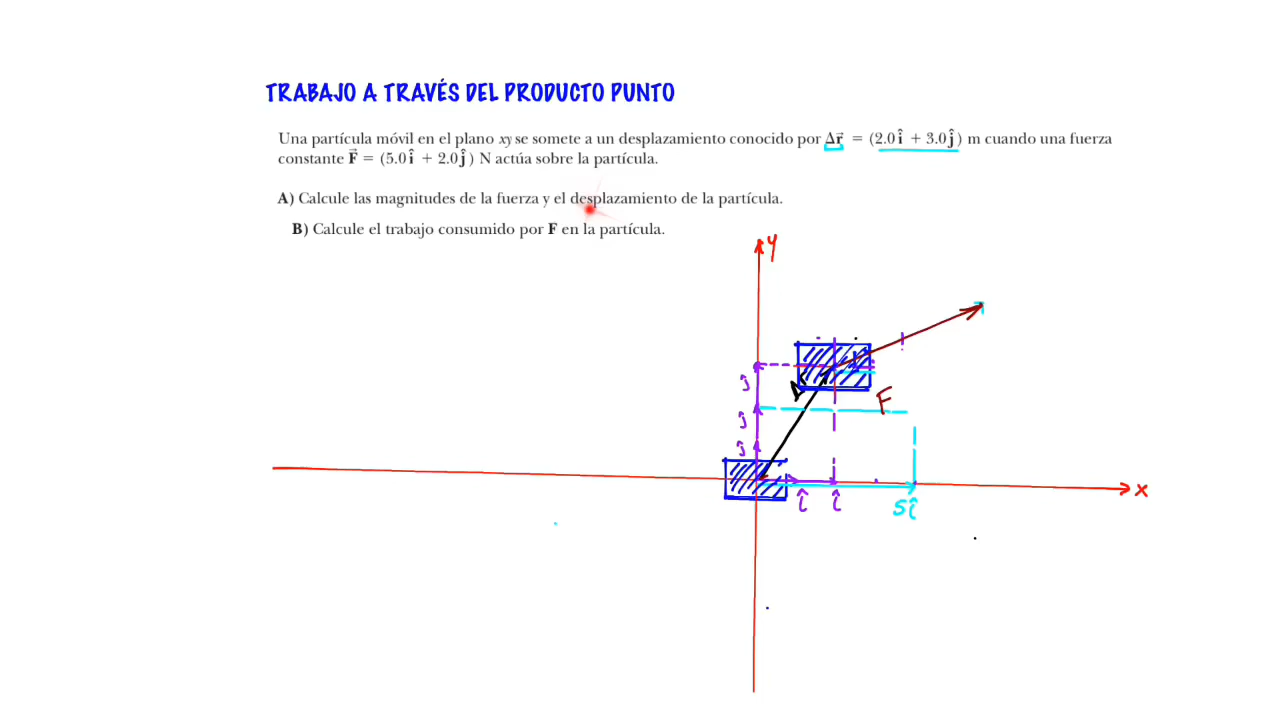 TRABAJO A TRAVÉS DEL PRODUCTO PUNTO
Una partícula móvil en el plano xy se somete a un desplazamiento conocido por Δr⃗ = (2.0î + 3.0ĵ) m cuando una fuerza
constante F⃗ = (5.0î + 2.0ĵ) N actúa sobre la partícula.
A) Calcule las magnitudes de la fuerza y el desplazamiento de la partícula.
B) Calcule el trabajo consumido por F en la partícula.
y
F
ĵ
ĵ
ĵ
î
î
5î
x